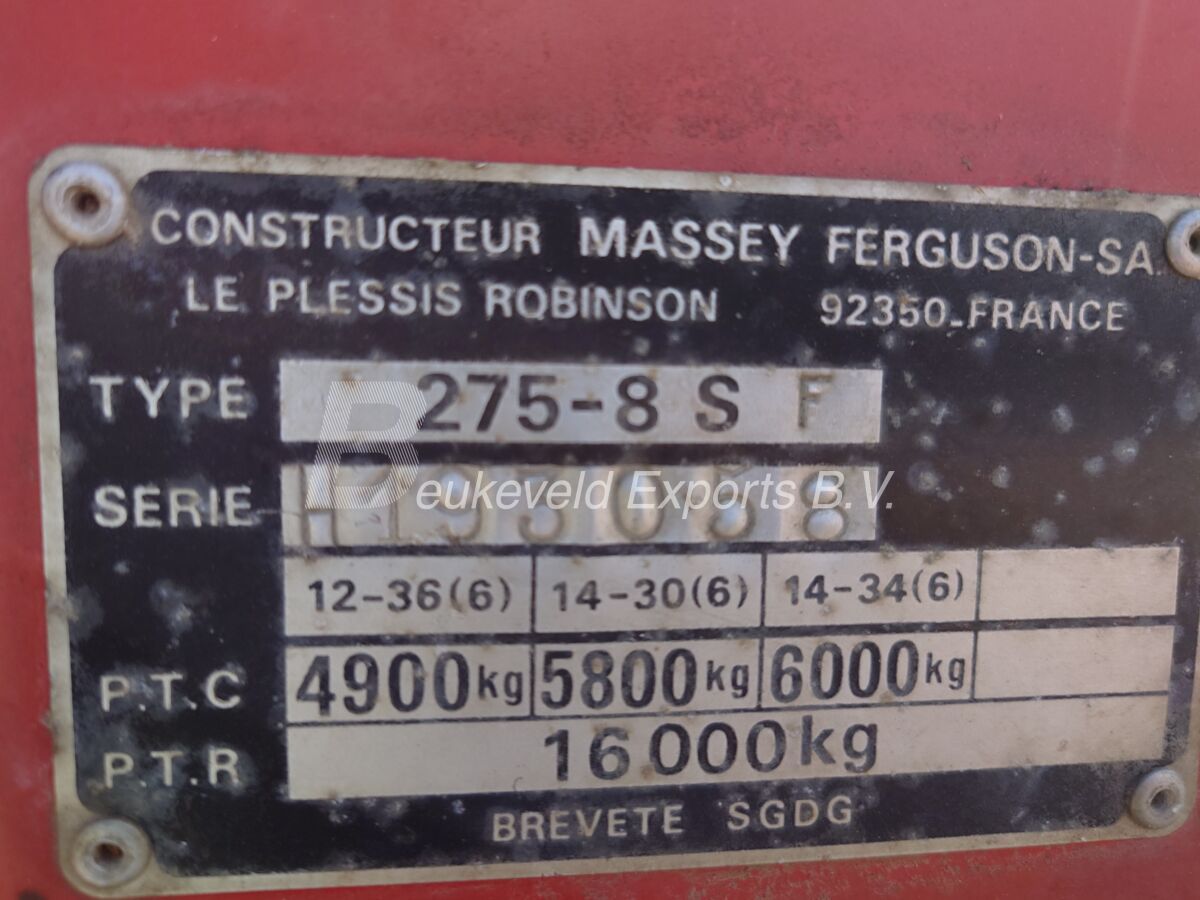 CONSTRUCTEUR MASSEY FERGUSON-SA
LE PLESSIS ROBINSON 92350-FRANCE
TYPE 275-8 S F
SERIE
Beukeveld Exports B.V.
12-36(6) 14-30(6) 14-34(6)
P.T.C 4900kg 5800kg 6000kg
P.T.R 16000kg
BREVETE SGDG